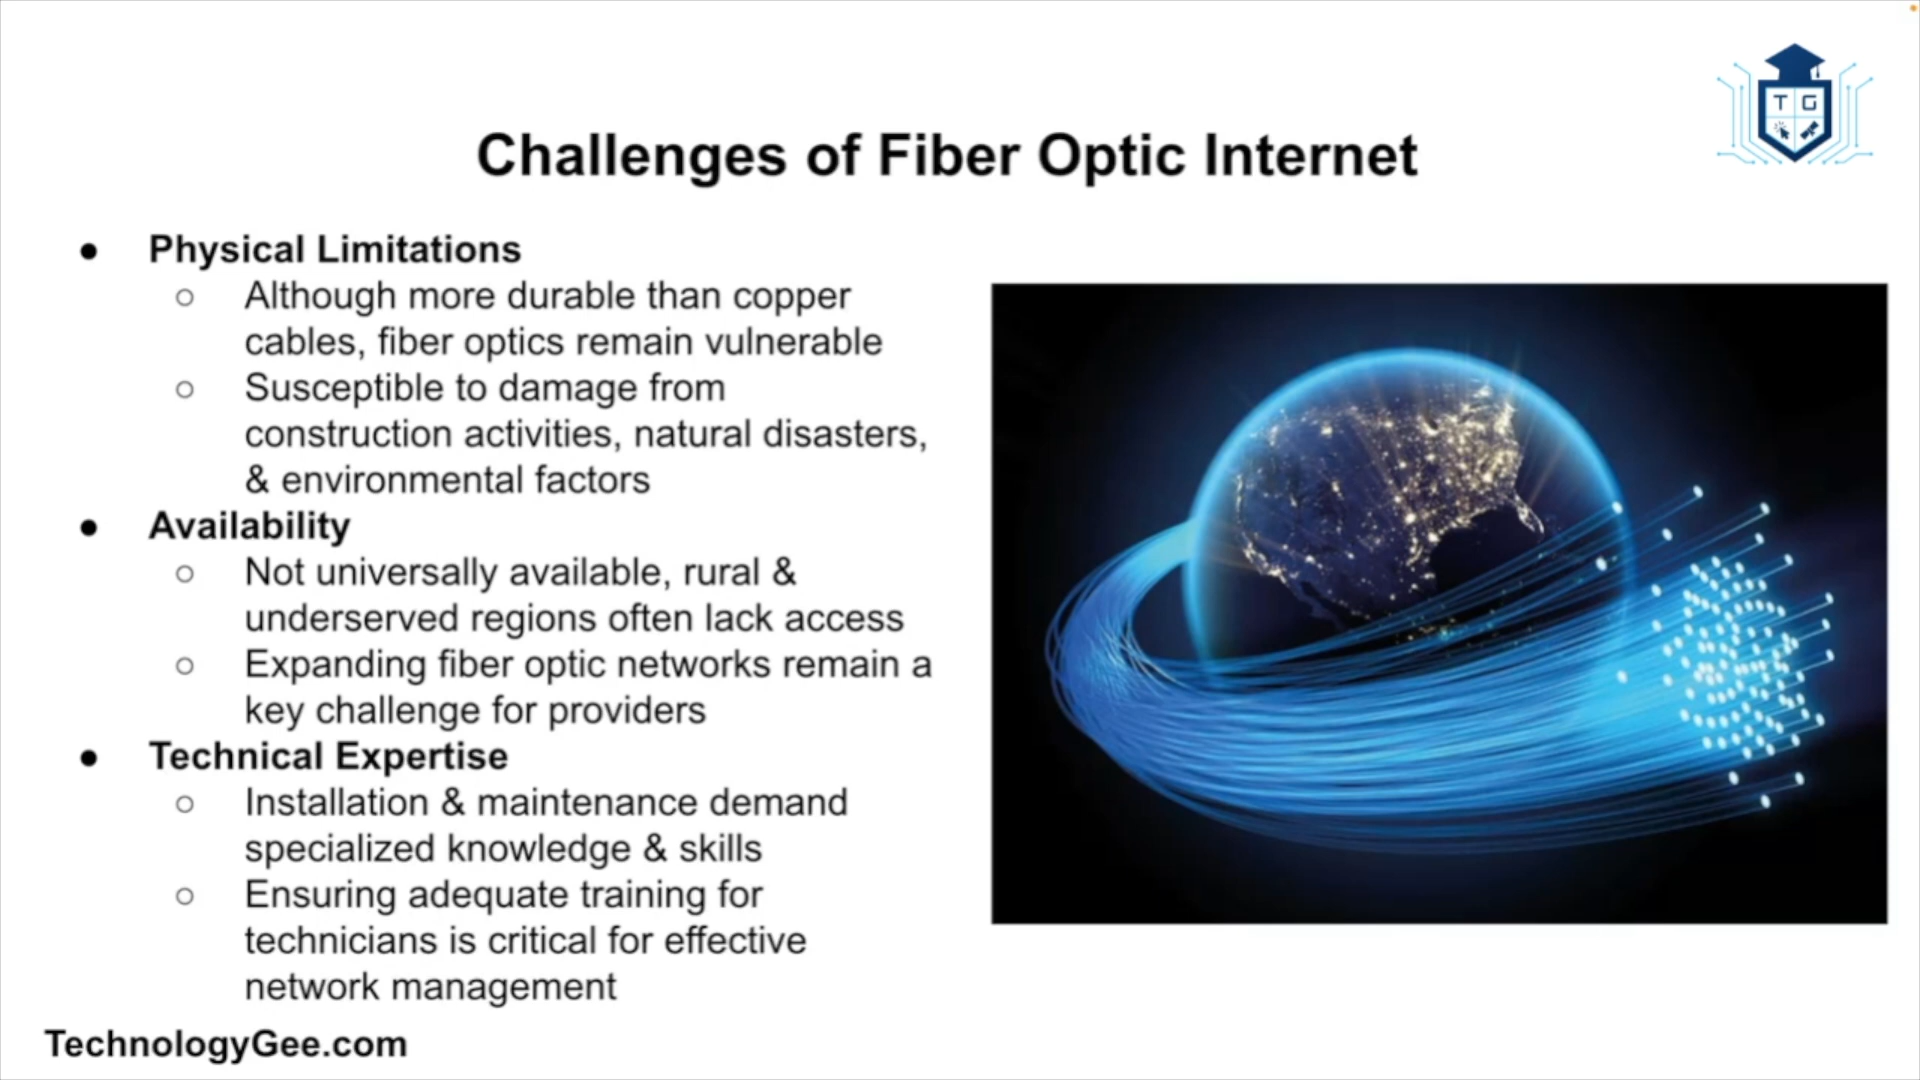 T G
Challenges of Fiber Optic Internet
● Physical Limitations
○ Although more durable than copper
cables, fiber optics remain vulnerable
○ Susceptible to damage from
construction activities, natural disasters,
& environmental factors
● Availability
○ Not universally available, rural &
underserved regions often lack access
○ Expanding fiber optic networks remain a
key challenge for providers
● Technical Expertise
○ Installation & maintenance demand
specialized knowledge & skills
○ Ensuring adequate training for
technicians is critical for effective
network management
TechnologyGee.com